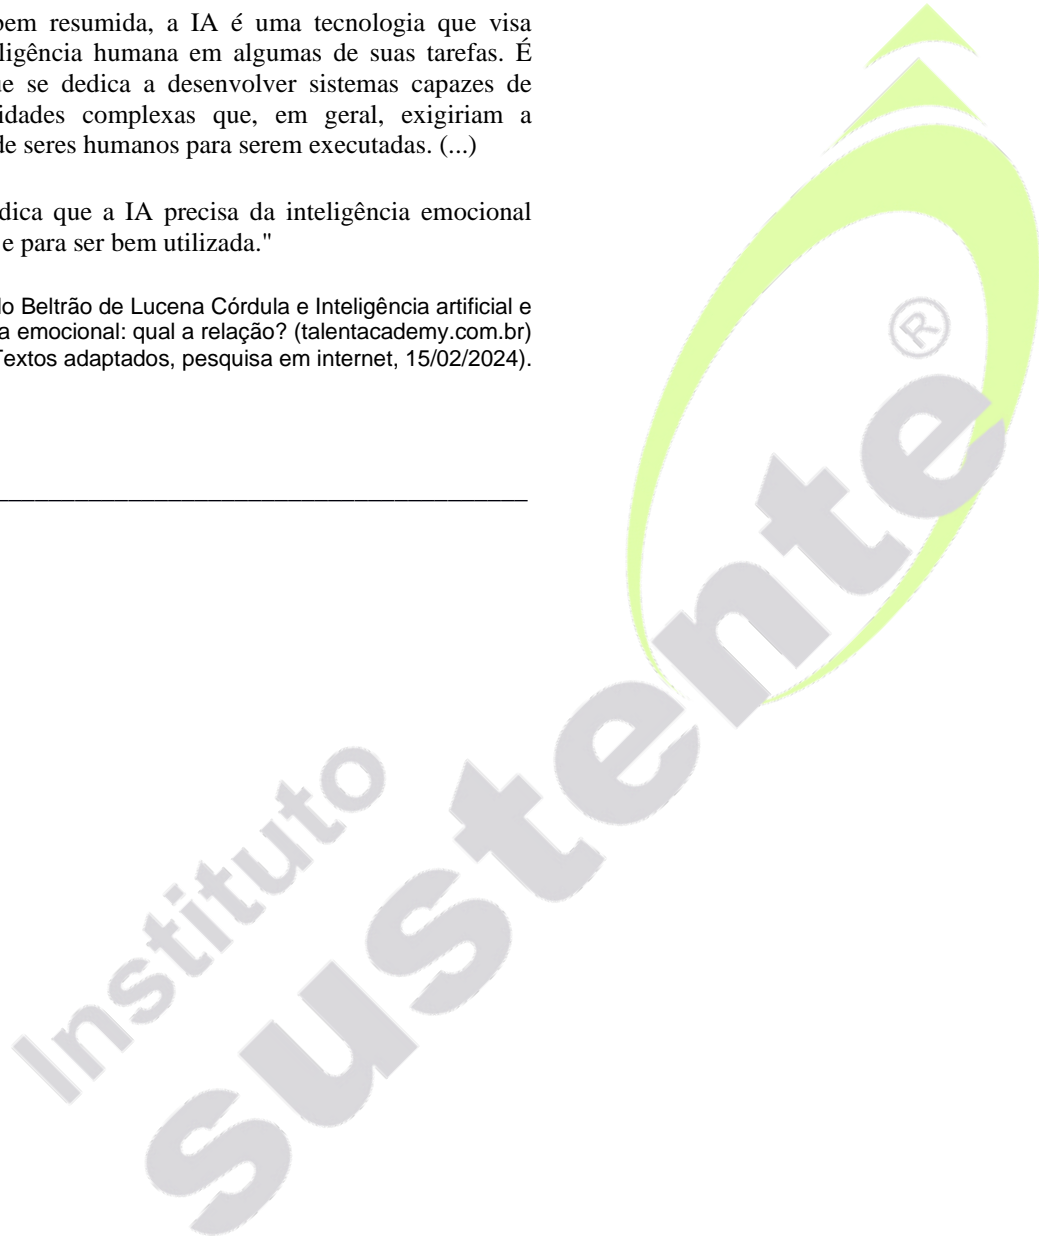 bem resumida, a IA é uma tecnologia que visa
ligência humana em algumas de suas tarefas. É
ue se dedica a desenvolver sistemas capazes de
idades complexas que, em geral, exigiriam a
de seres humanos para serem executadas. (...)
dica que a IA precisa da inteligência emocional
e para ser bem utilizada."
do Beltrão de Lucena Córdula e Inteligência artificial e
a emocional: qual a relação? (talentacademy.com.br)
Textos adaptados, pesquisa em internet, 15/02/2024).
Instituto
sustente
®